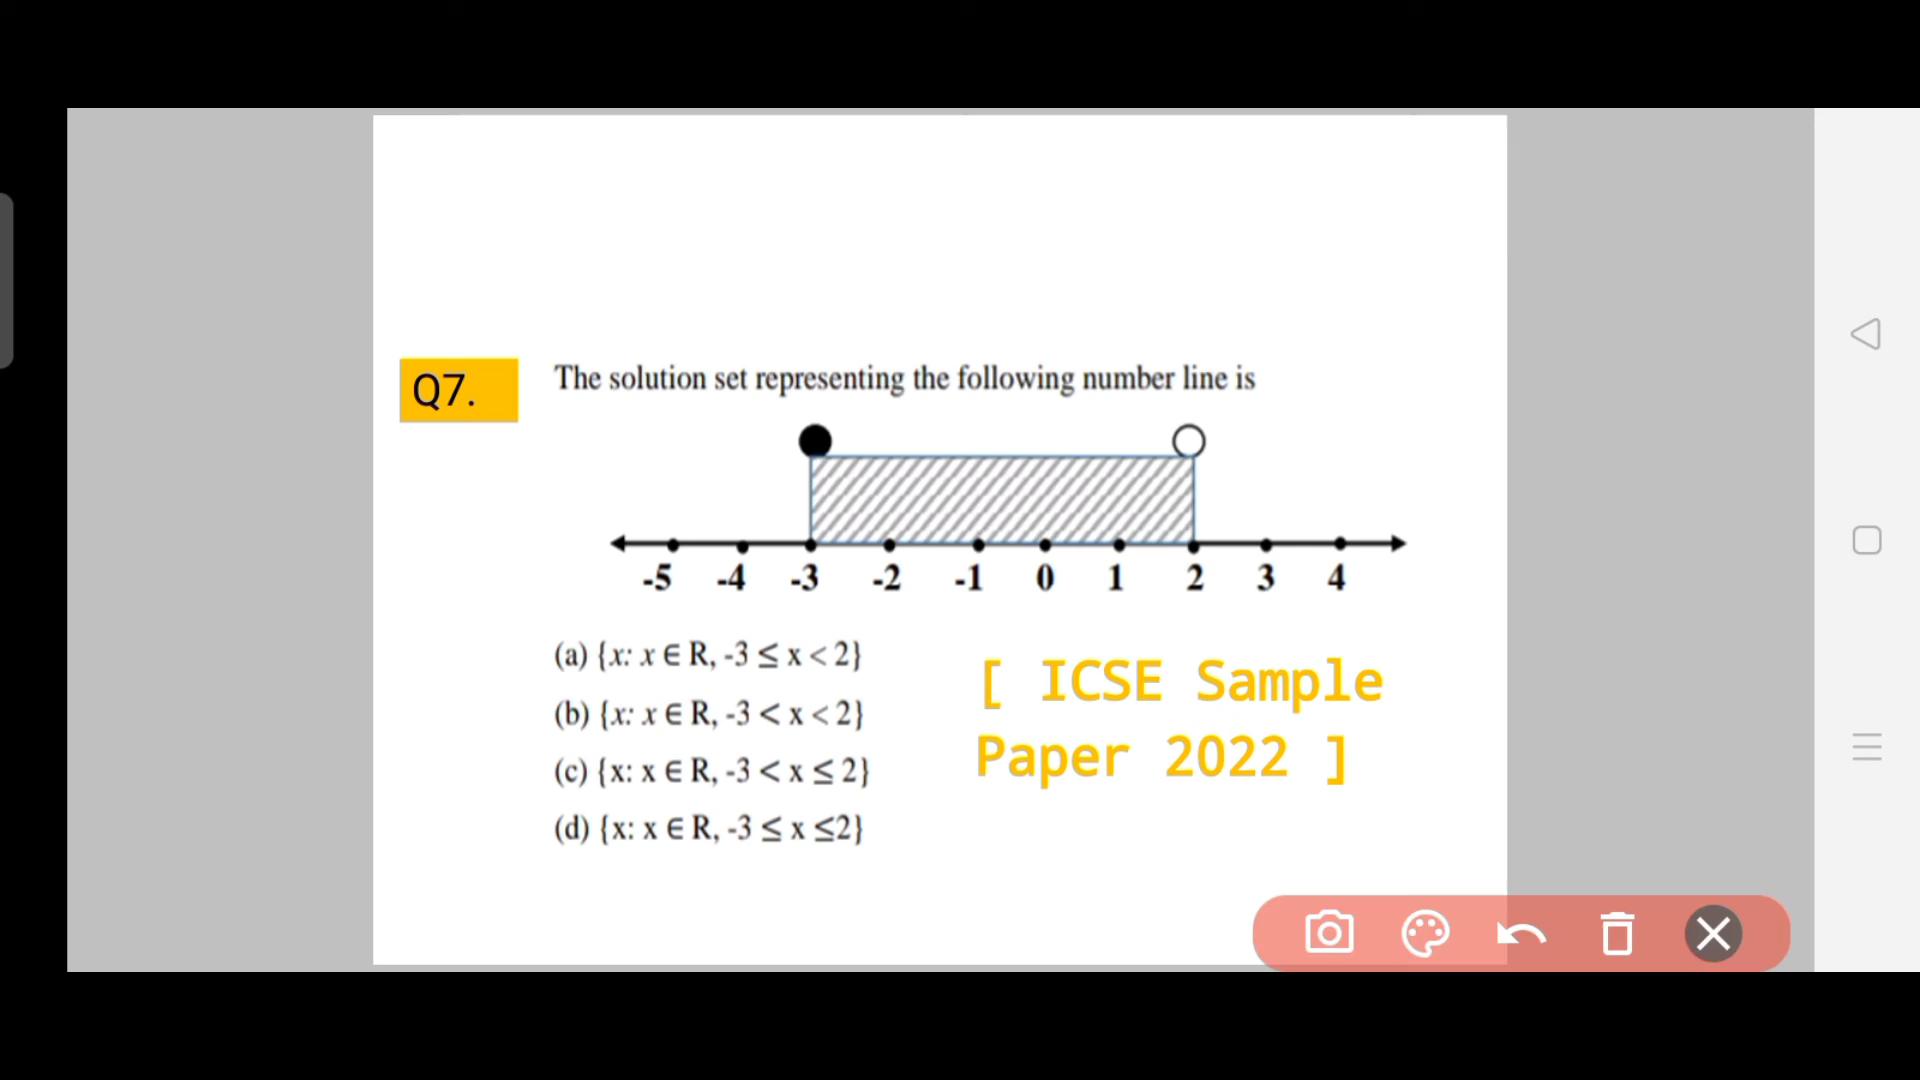 Q7.
The solution set representing the following number line is
-5 -4 -3 -2 -1 0 1 2 3 4
(a) {x: x ∈ R, -3 ≤ x < 2}
(b) {x: x ∈ R, -3 < x < 2}
(c) {x: x ∈ R, -3 < x ≤ 2}
(d) {x: x ∈ R, -3 ≤ x ≤2}
[ ICSE Sample
Paper 2022 ]